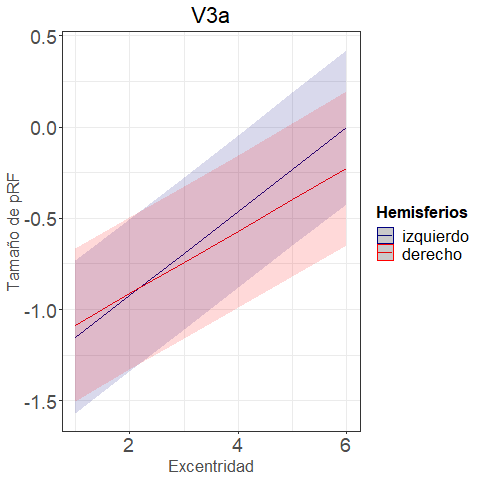 V3a
0.5
0.0
-0.5
-1.0
-1.5
Tamaño de pRF
2
4
6
Excentridad
Hemisferios
izquierdo
derecho